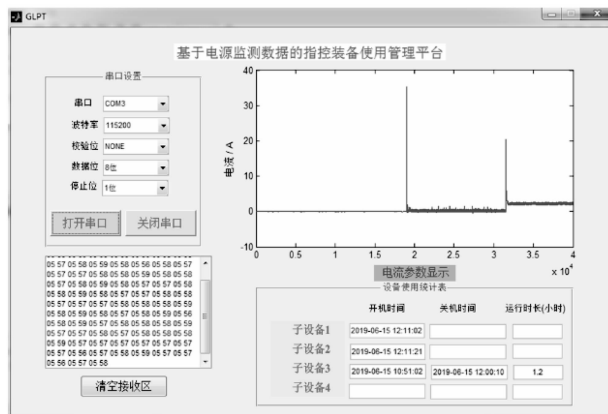 GLPT
基于电源监测数据的指控装备使用管理平台
串口设置
串口 COM3
波特率 115200
校验位 NONE
数据位 8位
停止位 1位
打开串口 关闭串口
05 57 05 58 05 59 05 58 05 56 05 58 05 57
05 57 05 57 05 58 05 58 05 59 05 58 05 58
05 57 05 58 05 58 05 57 05 58 05 58 05 57
05 58 05 59 05 58 05 57 05 58 05 58 05 57
05 58 05 57 05 57 05 58 05 58 05 58 05 59
05 58 05 58 05 58 05 58 05 59 05 59 05 56
05 58 05 57 05 58 05 58 05 57 05 58 05 58
05 57 05 57 05 58 05 58 05 57 05 58 05 58
05 59 05 57 05 57 05 58 05 57 05 58 05 57
05 57 05 56 05 57 05 58 05 59 05 57 05 57
05 56 05 57 05 58
清空接收区
电流 / A
40
30
20
10
0
-10
0 0.5 1 1.5 2 2.5 3 3.5 4
x 10⁴
电流参数显示
设备使用统计表
开机时间 关机时间 运行时长(小时)
子设备1 2019-06-15 12:11:02
子设备2 2019-06-15 12:11:21
子设备3 2019-06-15 10:51:02 2019-06-15 12:00:10 1.2
子设备4